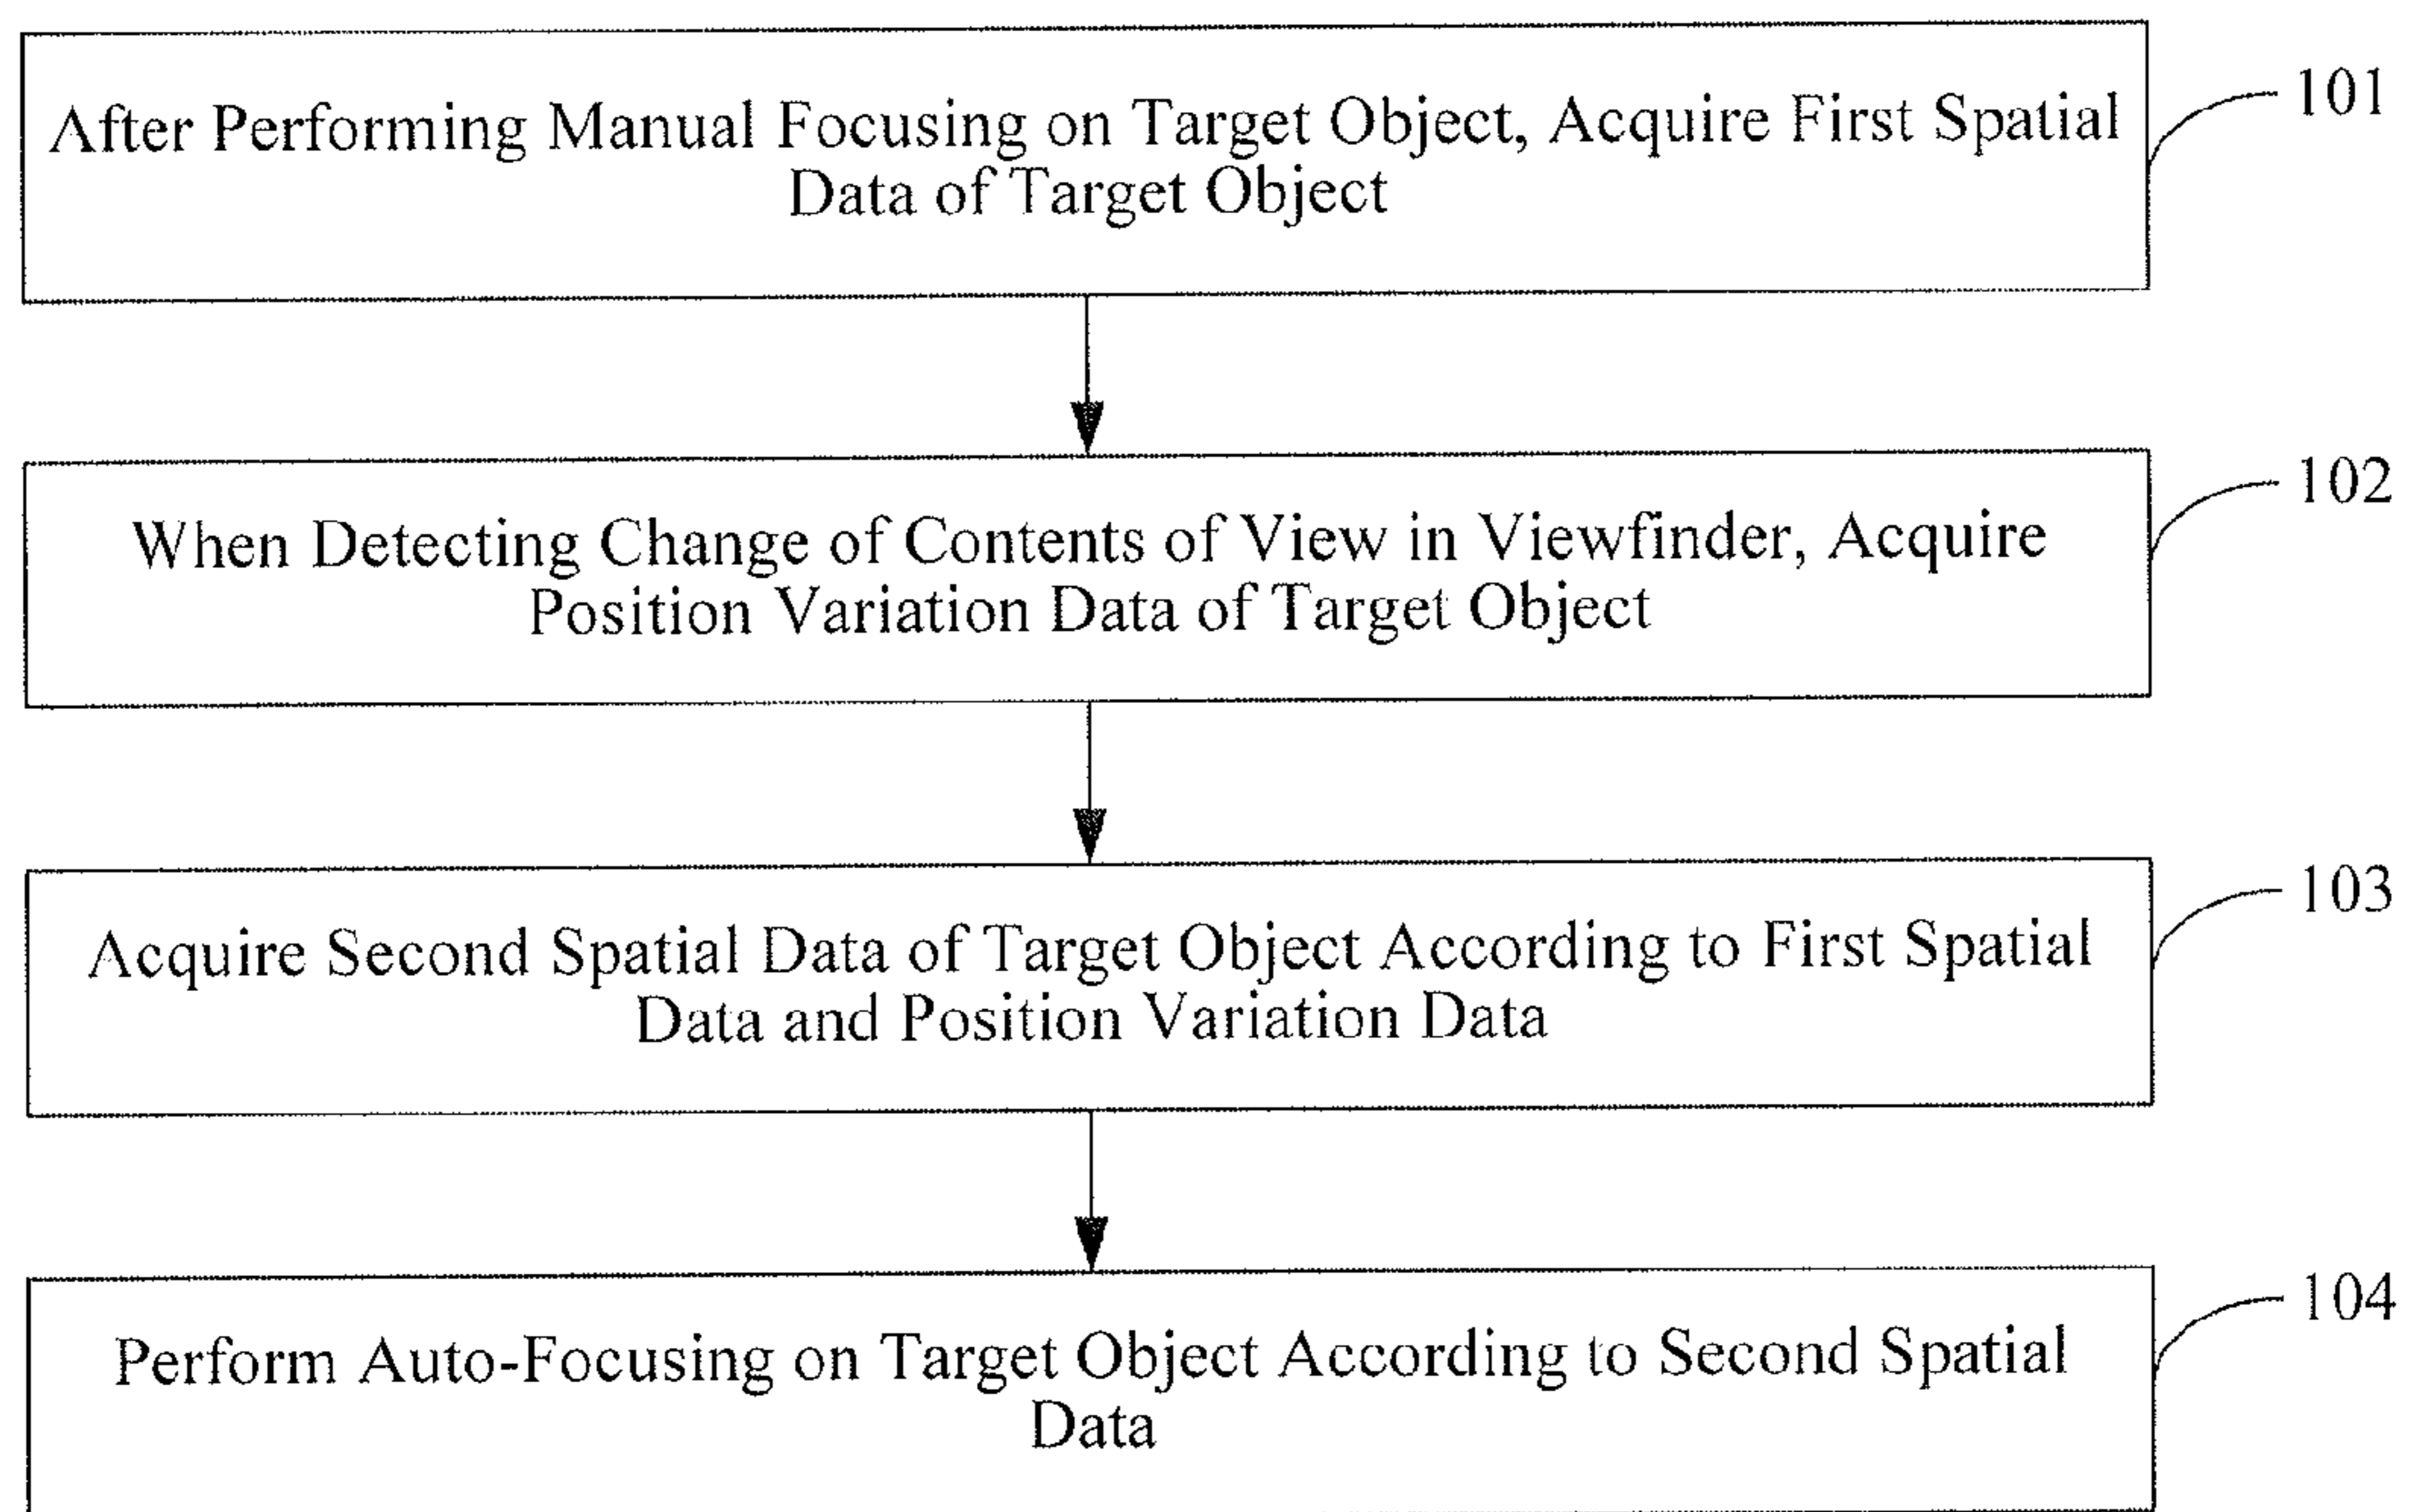 After Performing Manual Focusing on Target Object, Acquire First Spatial
Data of Target Object
101
When Detecting Change of Contents of View in Viewfinder, Acquire
Position Variation Data of Target Object
102
Acquire Second Spatial Data of Target Object According to First Spatial
Data and Position Variation Data
103
Perform Auto-Focusing on Target Object According to Second Spatial
Data
104